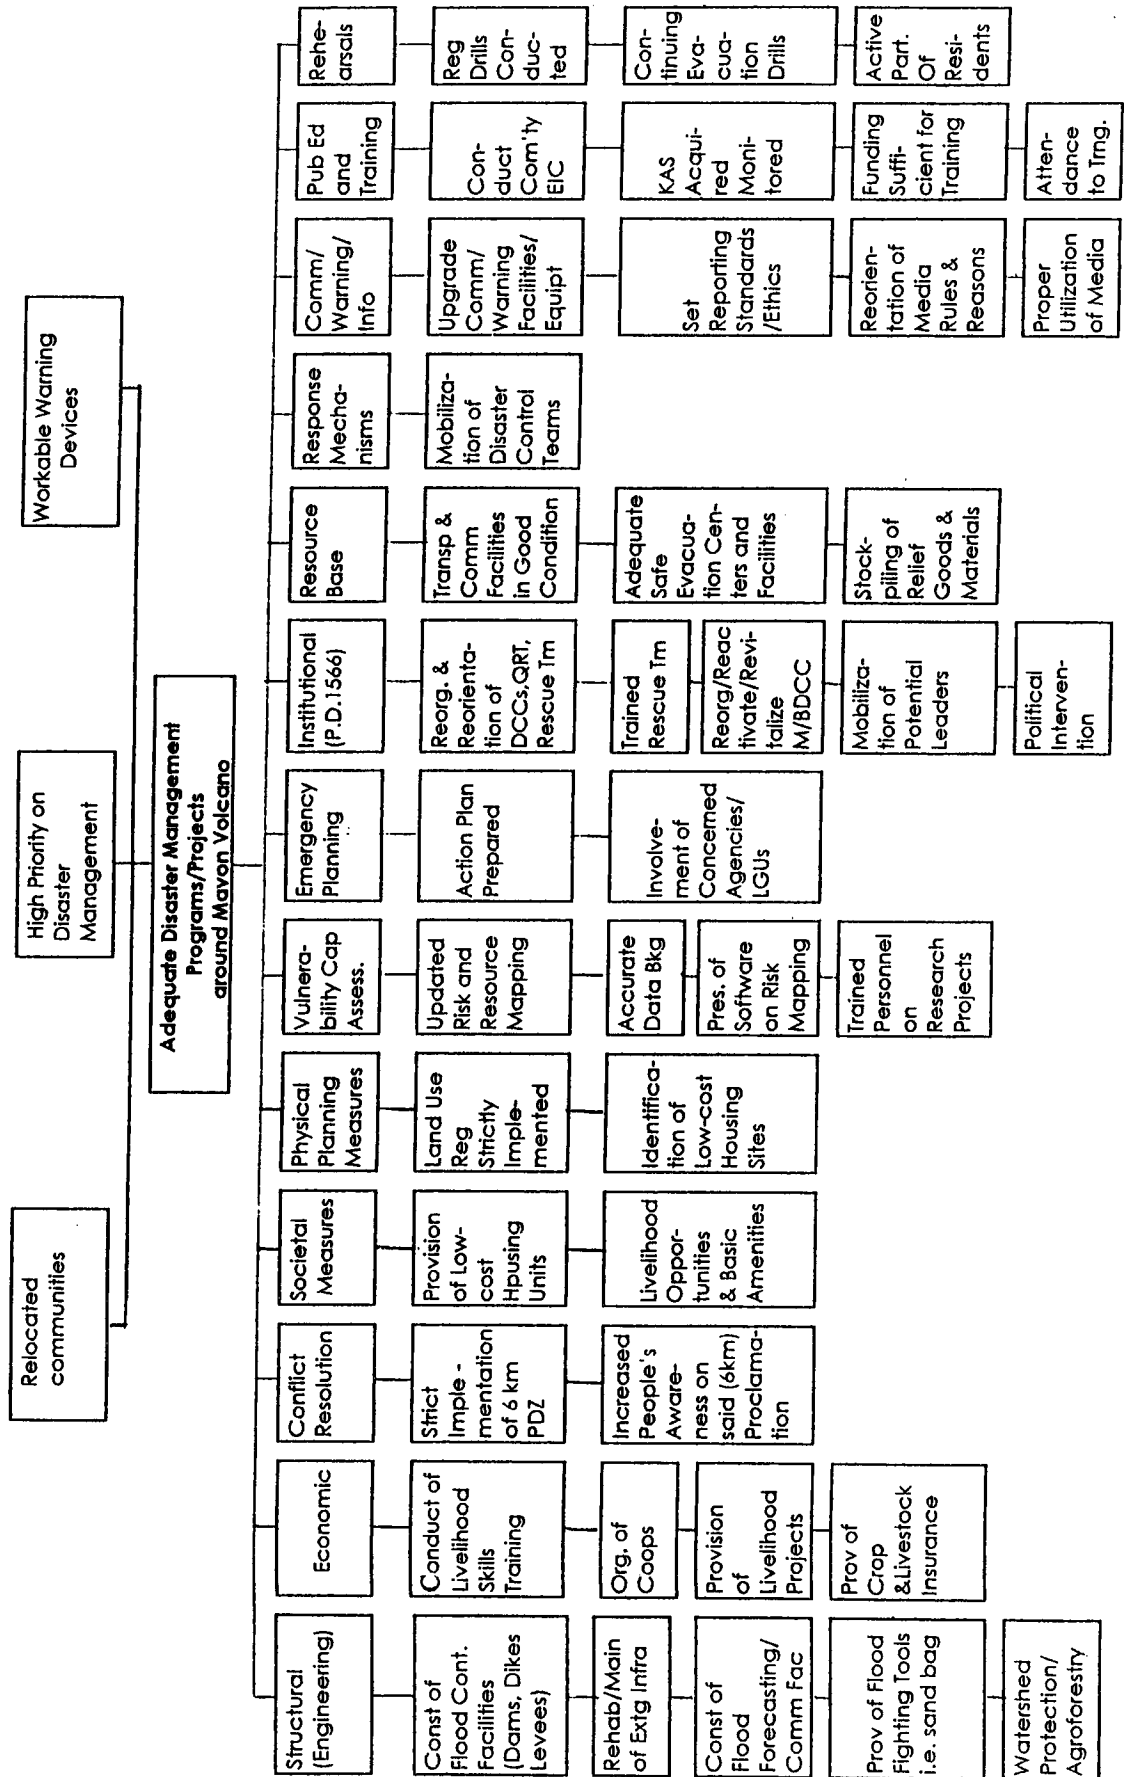 Relocated
communities
High Priority on
Disaster
Management
Workable Warning
Devices
Adequate Disaster Management
Programs/Projects
around Mavon Volcano
Structural
(Engineering)
Const of
Flood Cont.
Facilities
(Dams, Dikes
Levees)
Rehab/Main
of Extg Infra
Const of
Flood
Forecasting/
Comm Fac
Prov of Flood
Fighting Tools
i.e. sand bag
Watershed
Protection/
Agroforestry
Economic
Conduct of
Livelihood
Skills
Training
Org. of
Coops
Provision
of
Livelihood
Projects
Prov of
Crop
&Livestock
Insurance
Conflict
Resolution
Strict
Imple -
mentation
of 6 km
PDZ
Increased
People's
Aware-
ness on
said (6km)
Proclama-
tion
Societal
Measures
Provision
of Low-
cost
Hpusing
Units
Livelihood
Oppor-
tunities
& Basic
Amenities
Physical
Planning
Measures
Land Use
Reg
Strictly
Imple-
mented
Identifica-
tion of
Low-cost
Housing
Sites
Vulnera-
bility Cap
Assess.
Updated
Risk and
Resource
Mapping
Accurate
Data Bkg
Pres. of
Software
on Risk
Mapping
Trained
Personnel
on
Research
Projects
Emergency
Planning
Action Plan
Prepared
Involve-
ment of
Concerned
Agencies/
LGUs
Institutional
(P.D.1566)
Reorg. &
Reorienta-
tion of
DCCs,QRT,
Rescue Tm
Trained
Rescue Tm
Reorg/Reac
tivate/Revi-
talize
M/BDCC
Mobiliza-
tion of
Potential
Leaders
Political
Interven-
tion
Resource
Base
Transp &
Comm
Facilities
in Good
Condition
Adequate
Safe
Evacua-
tion Cen-
ters and
Facilities
Stock-
piling of
Relief
Goods &
Materials
Response
Mecha-
nisms
Mobiliza-
tion of
Disaster
Control
Teams
Comm/
Warning/
Info
Upgrade
Comm/
Warning
Facilities/
Equipt
Set
Reporting
Standards
/Ethics
Reorien-
tation of
Media
Rules &
Reasons
Proper
Utilization
of Media
Pub Ed
and
Training
Con-
duct
Com'ty
EIC
KAS
Acqui-
red
Moni-
tored
Funding
Suffi-
cient for
Training
Atten-
dance
to Trng.
Rehe-
arsals
Reg
Drills
Con-
duc-
ted
Con-
tinuing
Eva-
cua-
tion
Drills
Active
Part.
Of
Resi-
dents